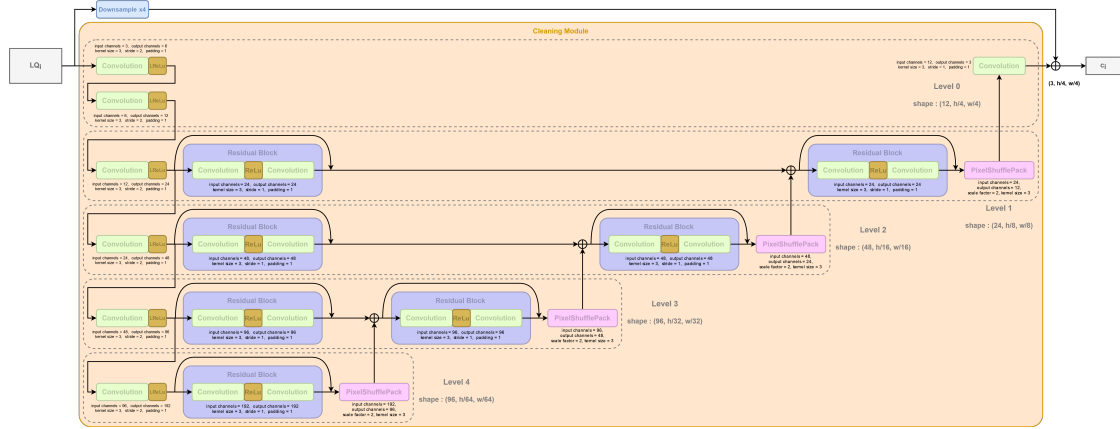 Downsample x4
Cleaning Module
LQi
input channels = 3, output channels = 8
kernel size = 3, stride = 2, padding = 1
Convolution LReLu
Convolution LReLu
input channels = 8, output channels = 12
kernel size = 3, stride = 2, padding = 1
input channels = 12, output channels = 3
kernel size = 3, stride = 1, padding = 1
Convolution
Level 0
shape : (12, h/4, w/4)
ci
(3, h/4, w/4)
Convolution LReLu
input channels = 12, output channels = 24
kernel size = 3, stride = 2, padding = 1
Residual Block
Convolution ReLu Convolution
input channels = 24, output channels = 24
kernel size = 3, stride = 1, padding = 1
Residual Block
Convolution ReLu Convolution
input channels = 24, output channels = 24
kernel size = 3, stride = 1, padding = 1
PixelShufflePack
input channels = 24,
output channels = 12,
scale factor = 2, kernel size = 3
Level 1
shape : (24, h/8, w/8)
Convolution LReLu
input channels = 24, output channels = 48
kernel size = 3, stride = 2, padding = 1
Residual Block
Convolution ReLu Convolution
input channels = 48, output channels = 48
kernel size = 3, stride = 1, padding = 1
Residual Block
Convolution ReLu Convolution
input channels = 48, output channels = 48
kernel size = 3, stride = 1, padding = 1
PixelShufflePack
input channels = 48,
output channels = 24,
scale factor = 2, kernel size = 3
Level 2
shape : (48, h/16, w/16)
Convolution LReLu
input channels = 48, output channels = 96
kernel size = 3, stride = 2, padding = 1
Residual Block
Convolution ReLu Convolution
input channels = 96, output channels = 96
kernel size = 3, stride = 1, padding = 1
Residual Block
Convolution ReLu Convolution
input channels = 96, output channels = 96
kernel size = 3, stride = 1, padding = 1
PixelShufflePack
input channels = 96,
output channels = 48,
scale factor = 2, kernel size = 3
Level 3
shape : (96, h/32, w/32)
Convolution LReLu
input channels = 96, output channels = 192
kernel size = 3, stride = 2, padding = 1
Residual Block
Convolution ReLu Convolution
input channels = 192, output channels = 192
kernel size = 3, stride = 1, padding = 1
PixelShufflePack
input channels = 192,
output channels = 96,
scale factor = 2, kernel size = 3
Level 4
shape : (96, h/64, w/64)